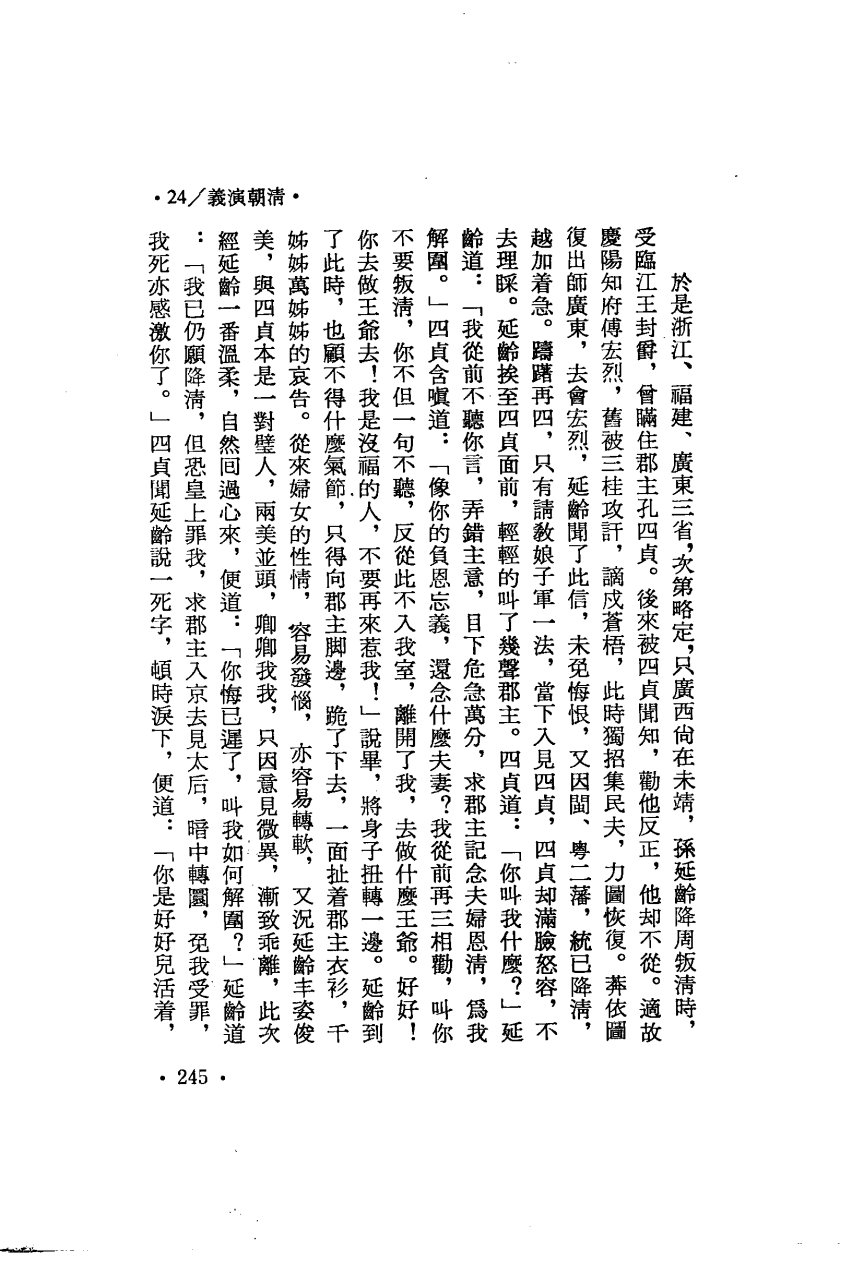 ·24/義演朝清·
於是浙江、福建、廣東三省，次第略定，只廣西尙在未靖，孫延齡降周叛清時，
受臨江王封爵，曾瞞住郡主孔四貞。後來被四貞聞知，勸他反正，他却不從。適故
慶陽知府傅宏烈，舊被三桂攻訐，謫戍蒼梧，此時獨招集民夫，力圖恢復。莽依圖
復出師廣東，去會宏烈，延齡聞了此信，未免悔恨，又因閩、粵二藩，統已降清，
越加着急。躊躇再四，只有請敎娘子軍一法，當下入見四貞，四貞却滿臉怒容，不
去理睬。延齡挨至四貞面前，輕輕的叫了幾聲郡主。四貞道：「你叫我什麼？」延
齡道：「我從前不聽你言，弄錯主意，目下危急萬分，求郡主記念夫婦恩清，爲我
解圍。」四貞含嗔道：「像你的負恩忘義，還念什麼夫妻？我從前再三相勸，叫你
不要叛清，你不但一句不聽，反從此不入我室，離開了我，去做什麼王爺。好好！
你去做王爺去！我是沒福的人，不要再來惹我！」說畢，將身子扭轉一邊。延齡到
了此時，也顧不得什麼氣節，只得向郡主脚邊，跪了下去，一面扯着郡主衣衫，千
姊姊萬姊姊的哀告。從來婦女的性情，容易發惱，亦容易轉軟，又況延齡丰姿俊
美，與四貞本是一對璧人，兩美並頭，卿卿我我，只因意見微異，漸致乖離，此次
經延齡一番溫柔，自然囘過心來，便道：「你悔已遲了，叫我如何解圍？」延齡道
：「我已仍願降清，但恐皇上罪我，求郡主入京去見太后，暗中轉圜，免我受罪，
我死亦感激你了。」四貞聞延齡說一死字，頓時淚下，便道：「你是好好兒活着，
·245·